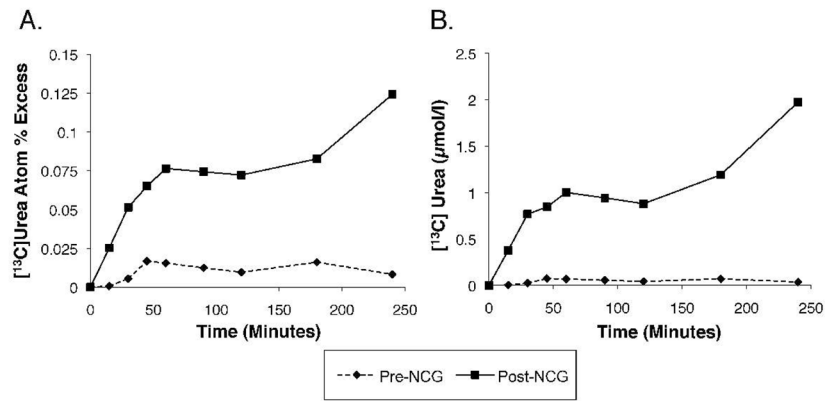 A.
[¹³C]Urea Atom % Excess
0.15
0.125
0.1
0.075
0.05
0.025
0
0 50 100 150 200 250
Time (Minutes)
B.
[¹³C] Urea (µmol/l)
2.5
2
1.5
1
0.5
0
0 50 100 150 200 250
Time (Minutes)
Pre-NCG Post-NCG